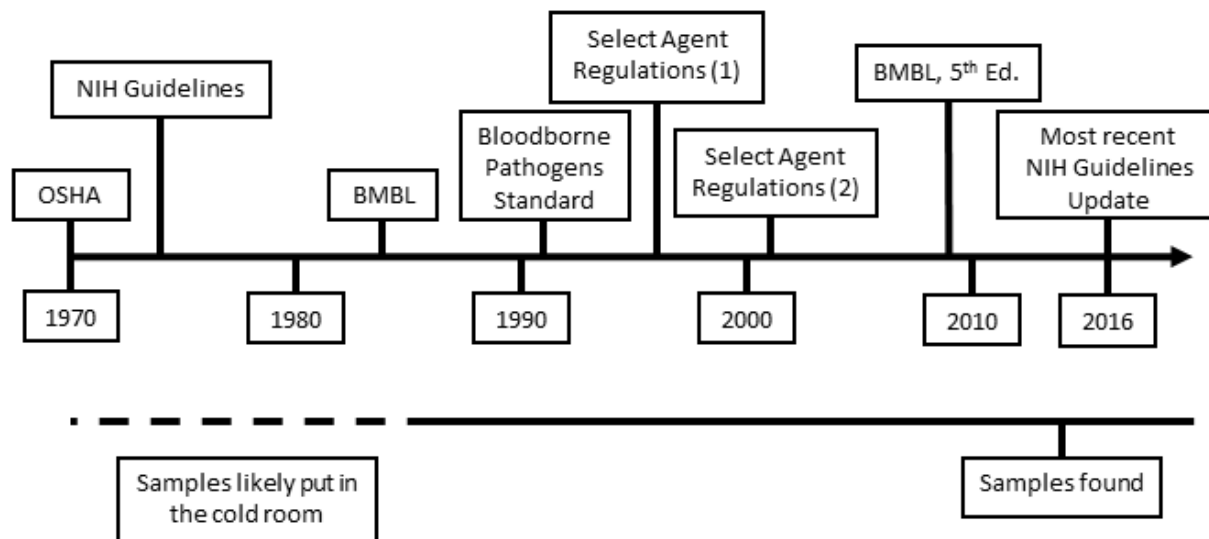 Select Agent
Regulations (1)
NIH Guidelines
BMBL, 5th Ed.
Bloodborne
Pathogens
Standard
Select Agent
Regulations (2)
Most recent
NIH Guidelines
Update
OSHA
BMBL
1970
1980
1990
2000
2010
2016
Samples likely put in
the cold room
Samples found